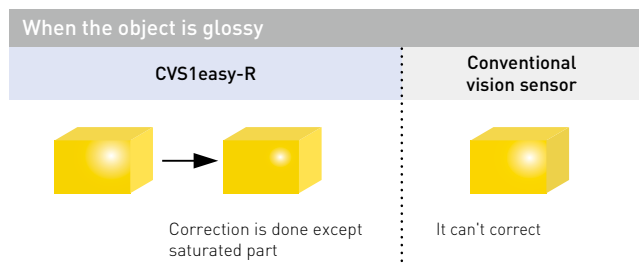 When the object is glossy
CVS1easy-R
Conventional
vision sensor
Correction is done except
saturated part
It can't correct